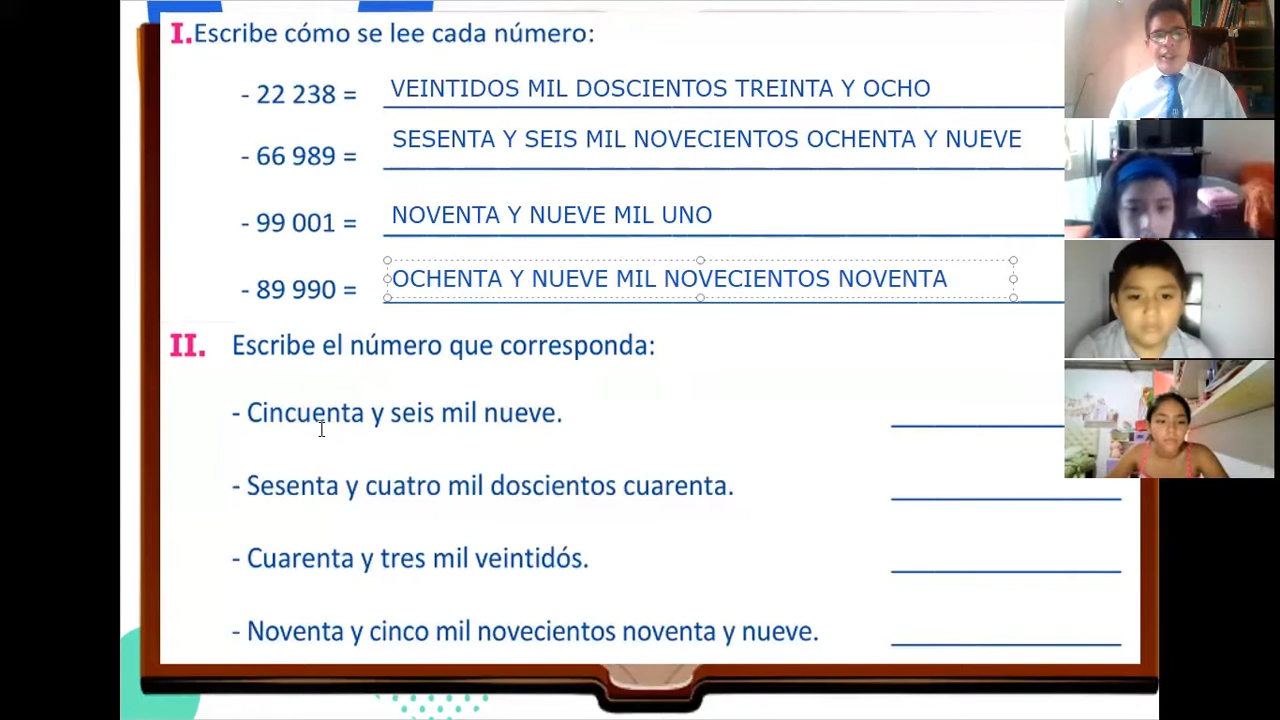 I. Escribe cómo se lee cada número:
- 22 238 = VEINTIDOS MIL DOSCIENTOS TREINTA Y OCHO
- 66 989 = SESENTA Y SEIS MIL NOVECIENTOS OCHENTA Y NUEVE
- 99 001 = NOVENTA Y NUEVE MIL UNO
- 89 990 = OCHENTA Y NUEVE MIL NOVECIENTOS NOVENTA
II. Escribe el número que corresponda:
- Cincuenta y seis mil nueve.
- Sesenta y cuatro mil doscientos cuarenta.
- Cuarenta y tres mil veintidós.
- Noventa y cinco mil novecientos noventa y nueve.